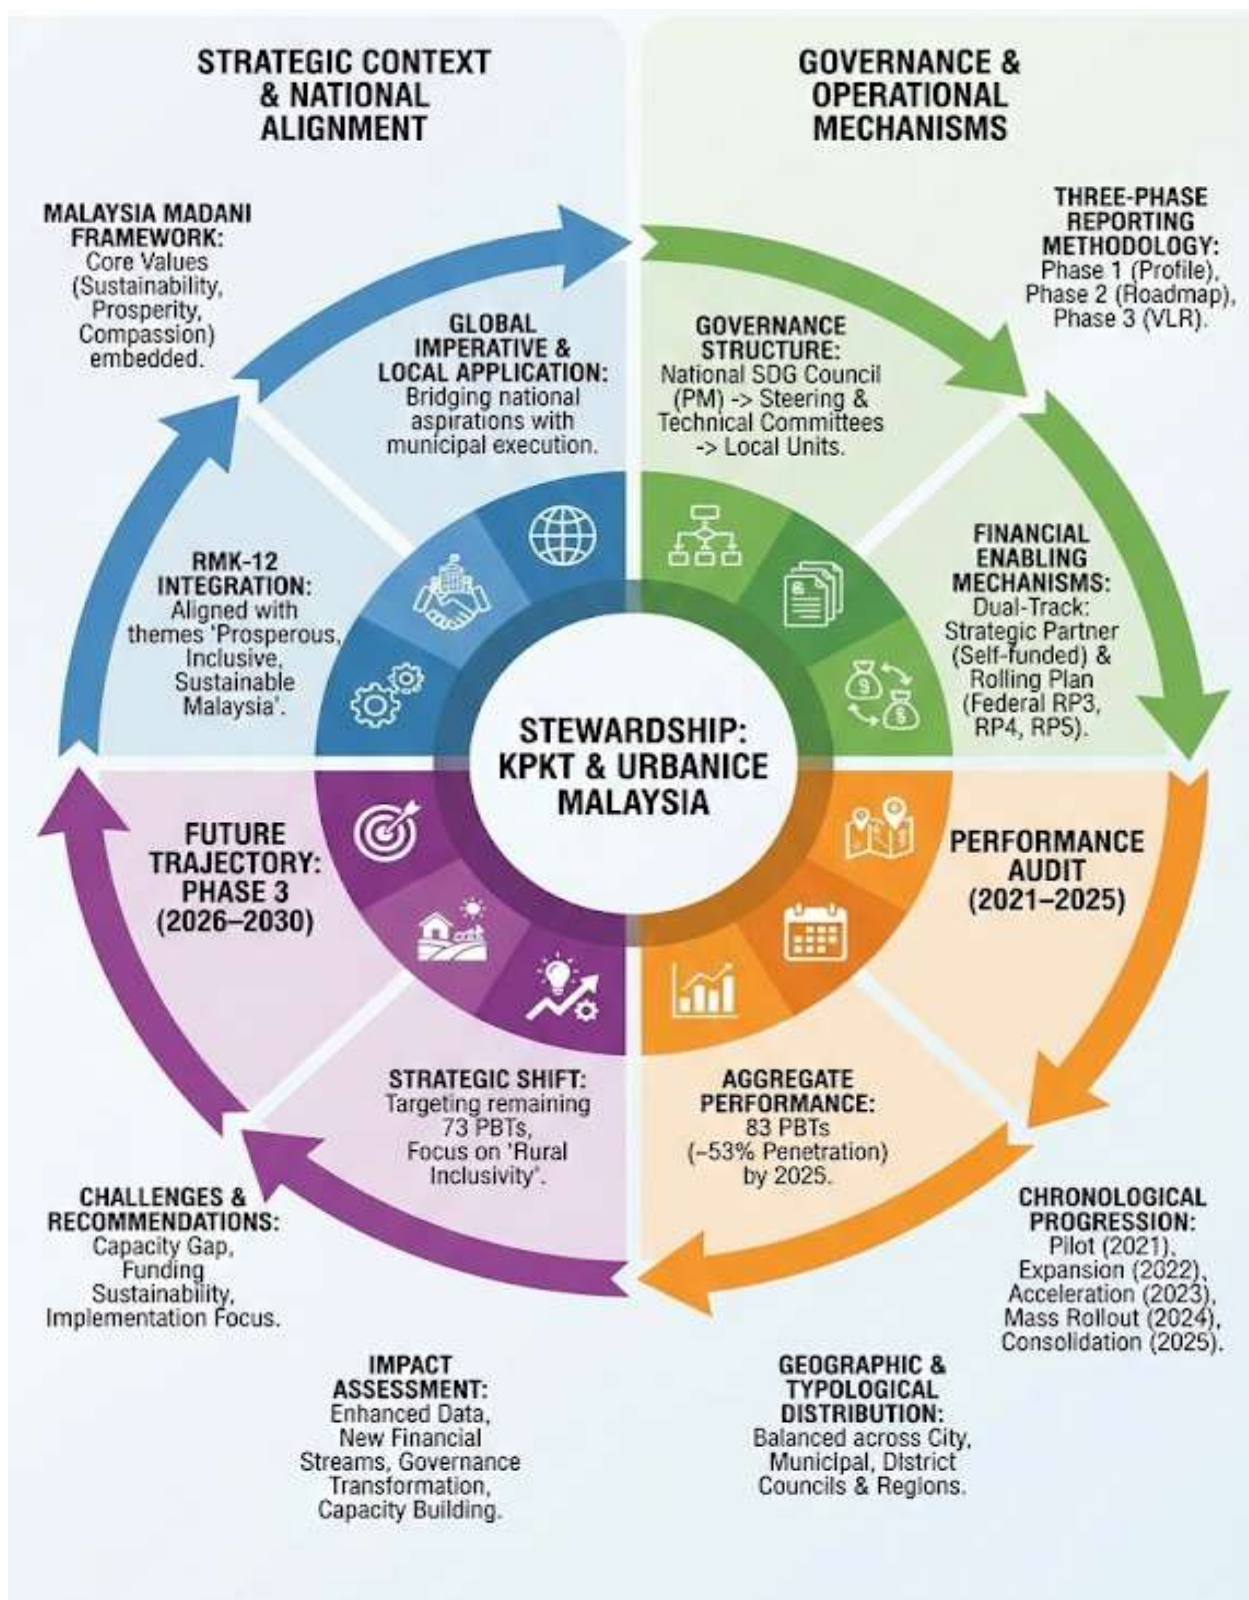 STRATEGIC CONTEXT
& NATIONAL
ALIGNMENT
GOVERNANCE &
OPERATIONAL
MECHANISMS
MALAYSIA MADANI
FRAMEWORK:
Core Values
(Sustainability,
Prosperity,
Compassion)
embedded.
GLOBAL
IMPERATIVE &
LOCAL APPLICATION:
Bridging national
aspirations with
municipal execution.
RMK-12
INTEGRATION:
Aligned with
themes 'Prosperous,
Inclusive,
Sustainable
Malaysia'.
GOVERNANCE
STRUCTURE:
National SDG Council
(PM) -> Steering &
Technical Committees
-> Local Units.
THREE-PHASE
REPORTING
METHODOLOGY:
Phase 1 (Profile),
Phase 2 (Roadmap),
Phase 3 (VLR).
FINANCIAL
ENABLING
MECHANISMS:
Dual-Track:
Strategic Partner
(Self-funded) &
Rolling Plan
(Federal RP3,
RP4, RP5).
STEWARDSHIP:
KPKT & URBANICE
MALAYSIA
PERFORMANCE
AUDIT
(2021–2025)
AGGREGATE
PERFORMANCE:
83 PBTs
(~53% Penetration)
by 2025.
CHRONOLOGICAL
PROGRESSION:
Pilot (2021),
Expansion (2022),
Acceleration (2023),
Mass Rollout (2024),
Consolidation (2025).
GEOGRAPHIC &
TYPOLOGICAL
DISTRIBUTION:
Balanced across City,
Municipal, District
Councils & Regions.
FUTURE
TRAJECTORY:
PHASE 3
(2026–2030)
STRATEGIC SHIFT:
Targeting remaining
73 PBTs,
Focus on 'Rural
Inclusivity'.
CHALLENGES &
RECOMMENDATIONS:
Capacity Gap,
Funding
Sustainability,
Implementation Focus.
IMPACT
ASSESSMENT:
Enhanced Data,
New Financial
Streams, Governance
Transformation,
Capacity Building.